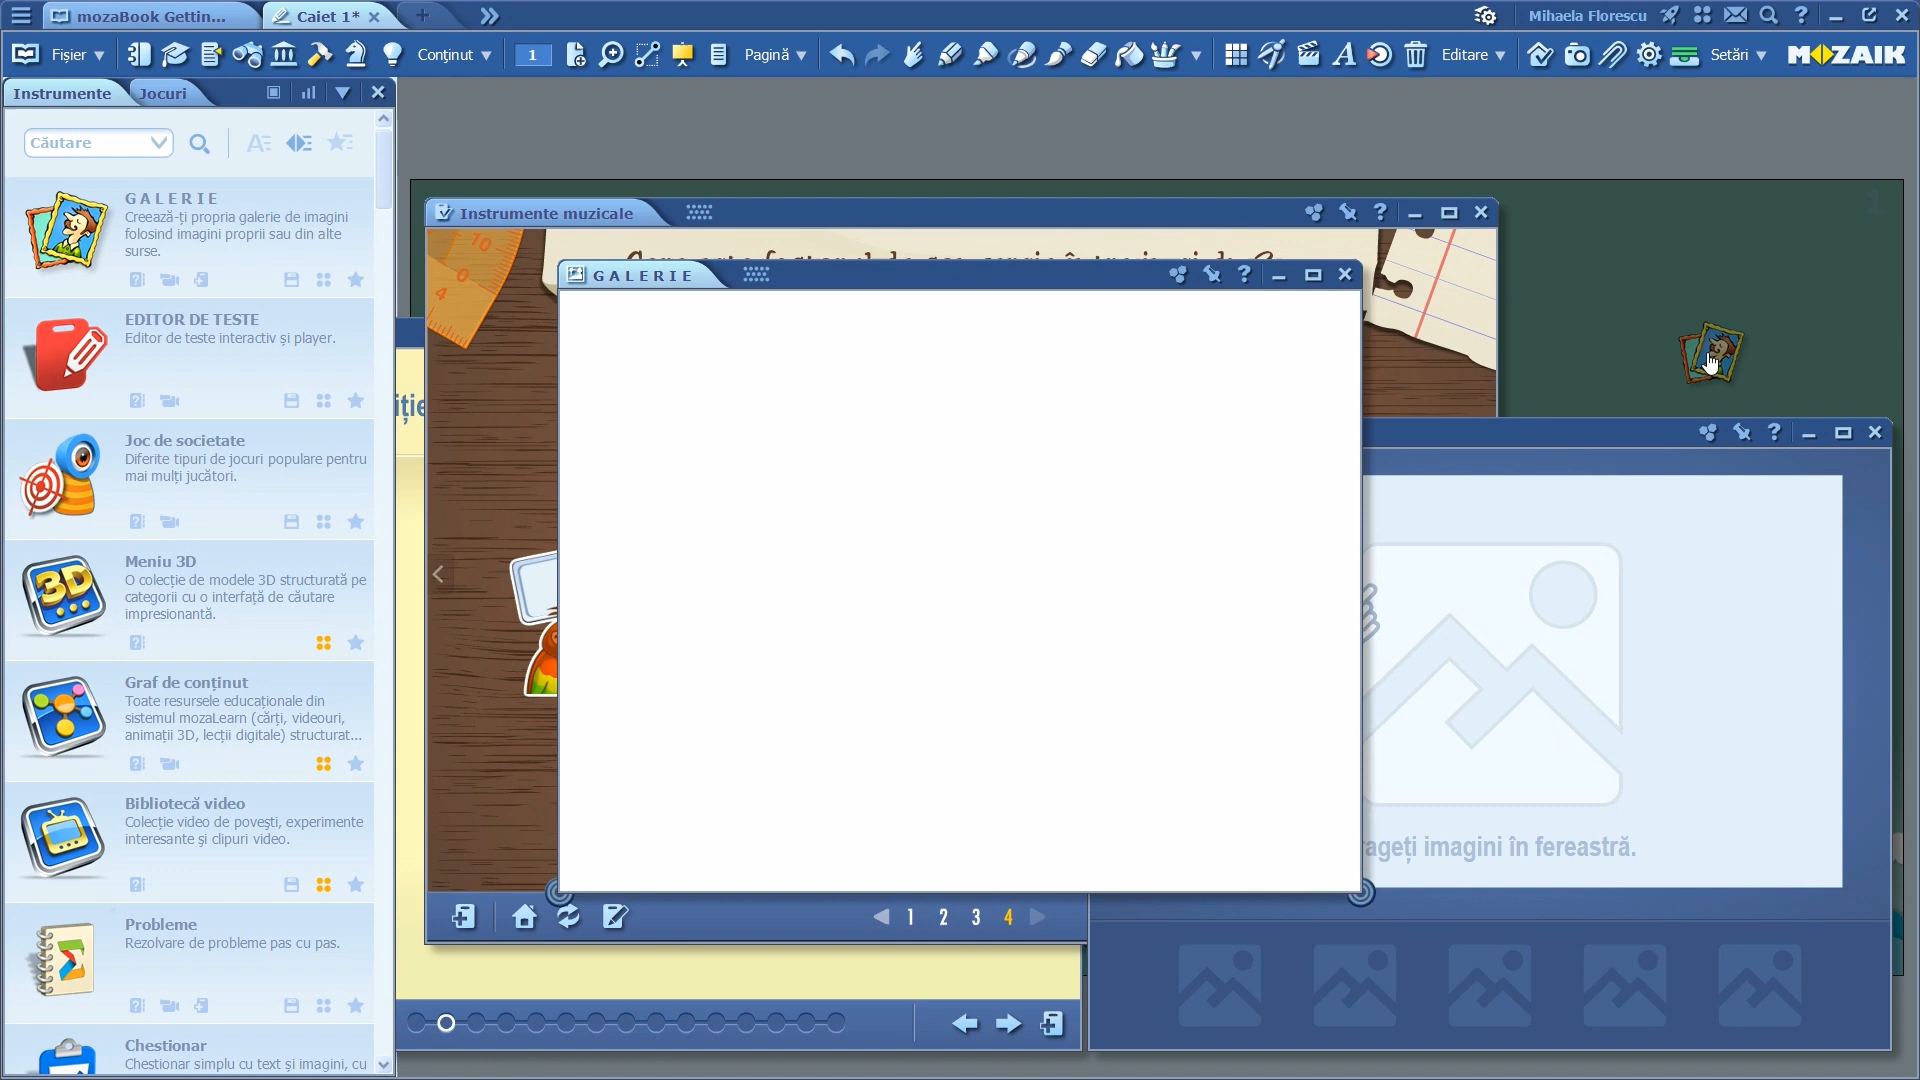 mozaBook Gettin...
Caiet 1*
Mihaela Florescu
Fișier
Conținut
1
Pagină
Editare
Setări
MOZAIK
Instrumente
Jocuri
Căutare
GALERIE
Creează-ți propria galerie de imagini
folosind imagini proprii sau din alte
surse.
EDITOR DE TESTE
Editor de teste interactiv și player.
Joc de societate
Diferite tipuri de jocuri populare pentru
mai mulți jucători.
Meniu 3D
O colecție de modele 3D structurată pe
categorii cu o interfață de căutare
impresionantă.
Graf de conținut
Toate resursele educaționale din
sistemul mozaLearn (cărți, videouri,
animații 3D, lecții digitale) structurat...
Bibliotecă video
Colecție video de povești, experimente
interesante și clipuri video.
Probleme
Rezolvare de probleme pas cu pas.
Chestionar
Chestionar simplu cu text și imagini, cu
Instrumente muzicale
10
0
4
GALERIE
iție
ageți imagini în fereastră.
1 2 3 4